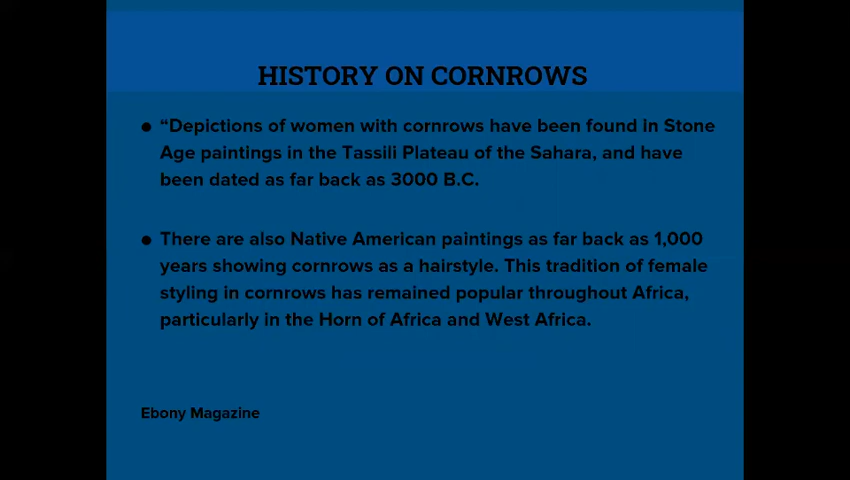 HISTORY ON CORNROWS
• “Depictions of women with cornrows have been found in Stone
Age paintings in the Tassili Plateau of the Sahara, and have
been dated as far back as 3000 B.C.
• There are also Native American paintings as far back as 1,000
years showing cornrows as a hairstyle. This tradition of female
styling in cornrows has remained popular throughout Africa,
particularly in the Horn of Africa and West Africa.
Ebony Magazine